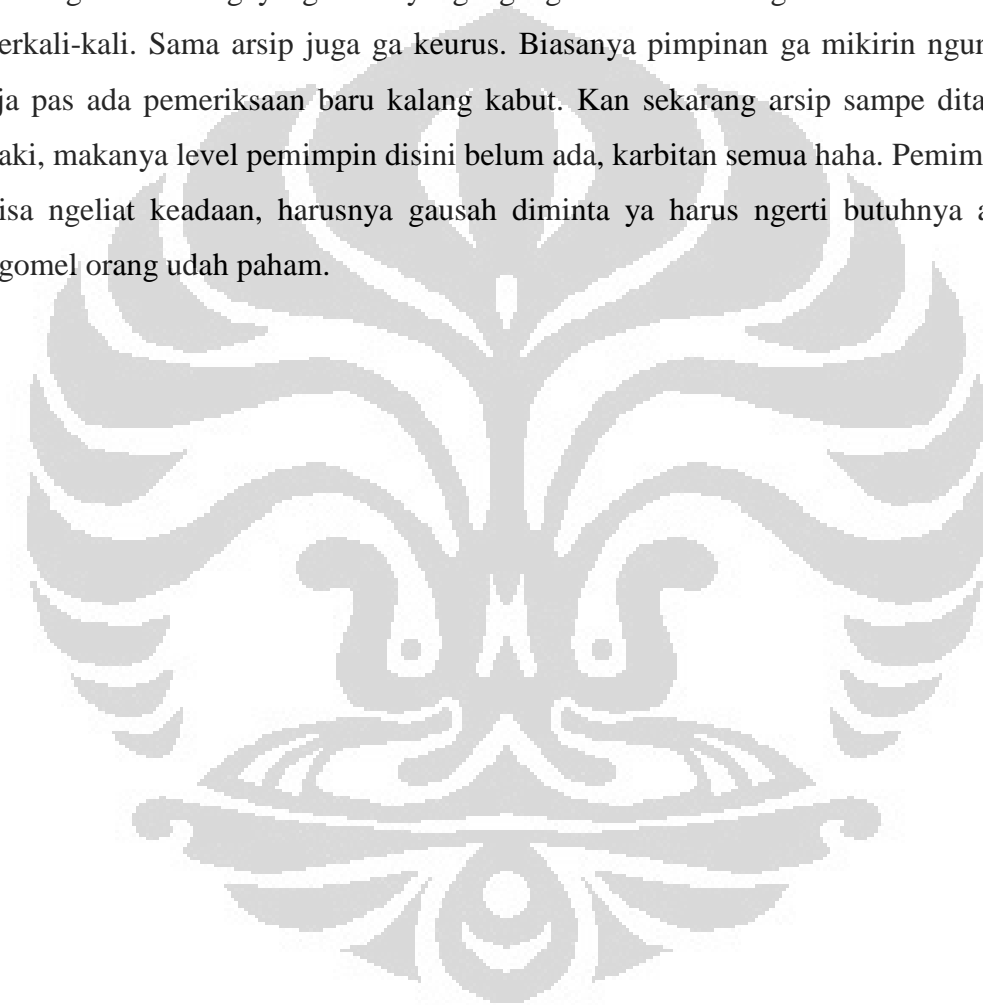 erkali-kali. Sama arsip juga ga keurus. Biasanya pimpinan ga mikirin ngur
ja pas ada pemeriksaan baru kalang kabut. Kan sekarang arsip sampe dita
aki, makanya level pemimpin disini belum ada, karbitan semua haha. Pemim
isa ngeliat keadaan, harusnya gausah diminta ya harus ngerti butuhnya a
gomel orang udah paham.